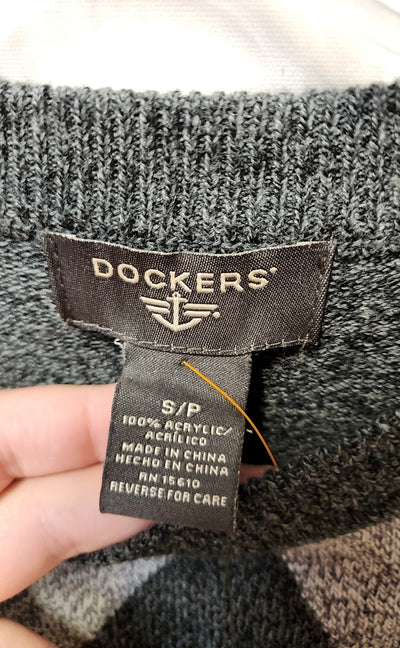 DOCKERS®
S/P
100% ACRYLIC/
ACRÍLICO
MADE IN CHINA
HECHO EN CHINA
RN 15610
REVERSE FOR CARE